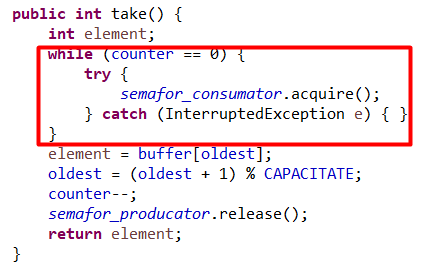 public int take() {
    int element;
    while (counter == 0) {
        try {
            semafor_consumator.acquire();
        } catch (InterruptedException e) { }
    }
    element = buffer[oldest];
    oldest = (oldest + 1) % CAPACITATE;
    counter--;
    semafor_producator.release();
    return element;
}